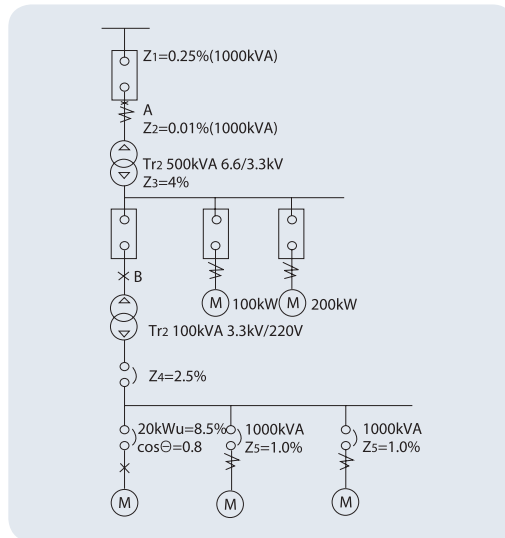 Z1=0.25%(1000kVA)
A
Z2=0.01%(1000kVA)
Tr2 500kVA 6.6/3.3kV
Z3=4%
B
M 100kW M 200kW
Tr2 100kVA 3.3kV/220V
Z4=2.5%
20kWu=8.5% 1000kVA 1000kVA
cosΘ=0.8 Z5=1.0% Z5=1.0%
M M M